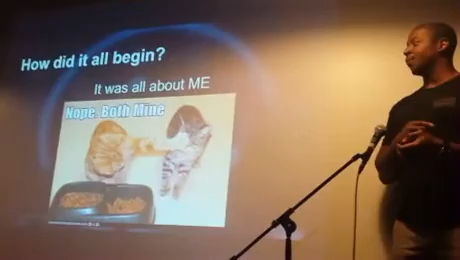 How did it all begin?
It was all about ME
Nope, Both Mine